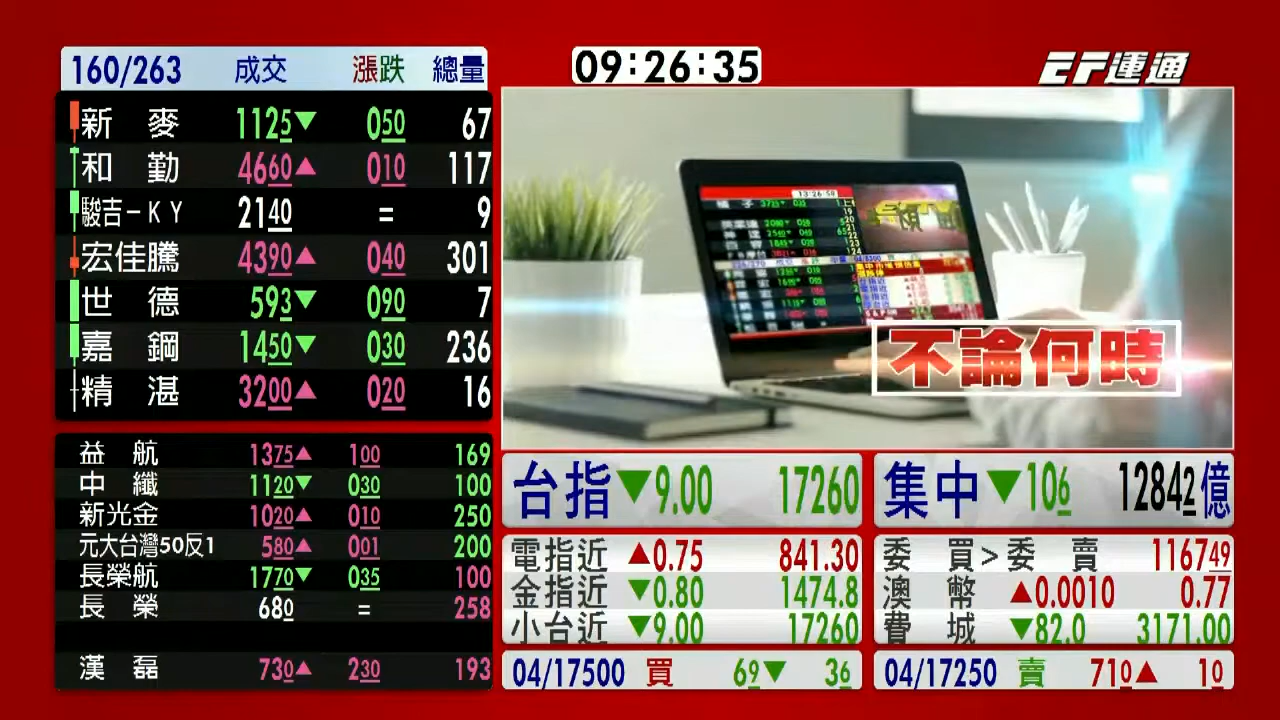 160/263 成交 漲跌 總量
09:26:35
EF運通
新麥 1125▼ 050 67
和勤 4660▲ 010 117
駿吉-KY 2140 = 9
宏佳騰 4390▲ 040 301
世德 593▼ 090 7
嘉鋼 1450▼ 030 236
精湛 3200▲ 020 16
益航 1375▲ 100 169
中纖 1120▼ 030 100
新光金 1020▲ 010 250
元大台灣50反1 580▲ 001 200
長榮航 1770▼ 035 100
長榮 680 = 258
漢磊 730▲ 230 193
13:26:58
不論何時
台指▼9.00 17260
集中▼106 12842億
電指近 ▲0.75 841.30
金指近 ▼0.80 1474.8
小台近 ▼9.00 17260
委買>委賣 116749
澳幣 ▲0.0010 0.77
費城 ▼82.0 3171.00
04/17500 買 69▼ 36
04/17250 賣 710▲ 10